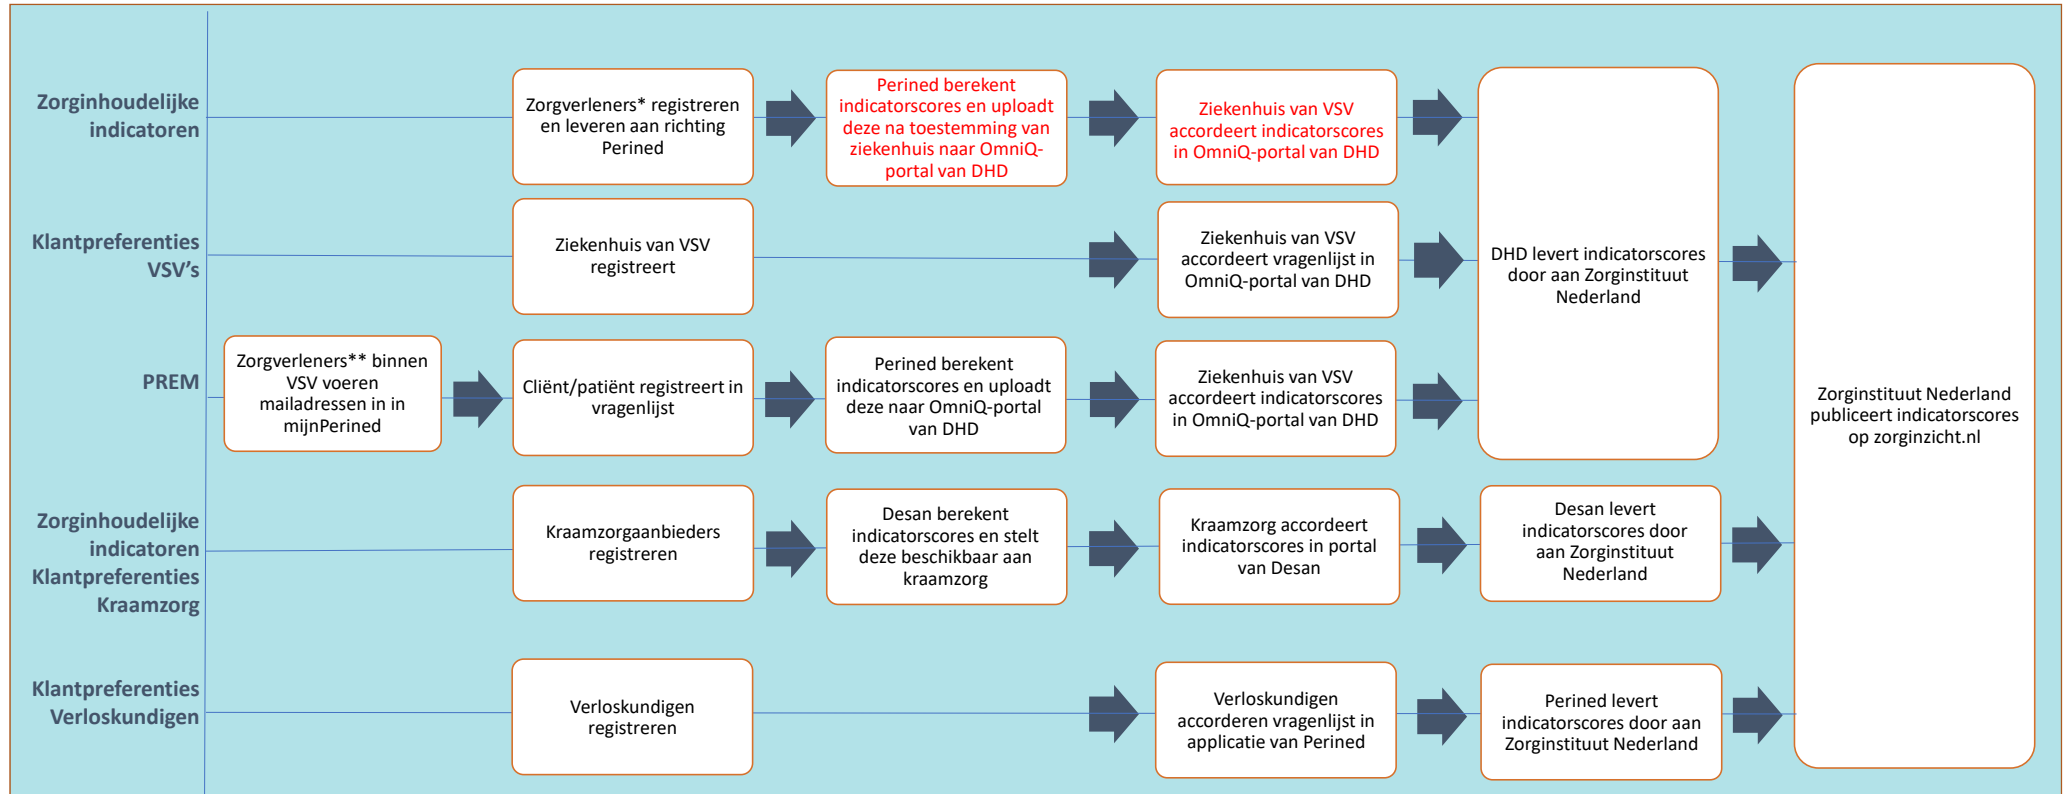 Zorginhoudelijke
indicatoren
Zorgverleners* registreren
en leveren aan richting
Perined
Perined berekent
indicatorscores en uploadt
deze na toestemming van
ziekenhuis naar OmniQ-
portal van DHD
Ziekenhuis van VSV
accordeert indicatorscores
in OmniQ-portal van DHD
Klantpreferenties
VSV's
Ziekenhuis van VSV
registreert
Ziekenhuis van VSV
accordeert vragenlijst in
OmniQ-portal van DHD
DHD levert indicatorscores
door aan Zorginstituut
Nederland
PREM
Zorgverleners** binnen
VSV voeren
mailadressen in in
mijnPerined
Cliënt/patiënt registreert in
vragenlijst
Perined berekent
indicatorscores en uploadt
deze naar OmniQ-portal
van DHD
Ziekenhuis van VSV
accordeert indicatorscores
in OmniQ-portal van DHD
Zorginstituut Nederland
publiceert indicatorscores
op zorginzicht.nl
Zorginhoudelijke
indicatoren
Klantpreferenties
Kraamzorg
Kraamzorgaanbieders
registreren
Desan berekent
indicatorscores en stelt
deze beschikbaar aan
kraamzorg
Kraamzorg accordeert
indicatorscores in portal
van Desan
Desan levert
indicatorscores door
aan Zorginstituut
Nederland
Klantpreferenties
Verloskundigen
Verloskundigen
registreren
Verloskundigen
accorderen vragenlijst in
applicatie van Perined
Perined levert
indicatorscores door aan
Zorginstituut Nederland